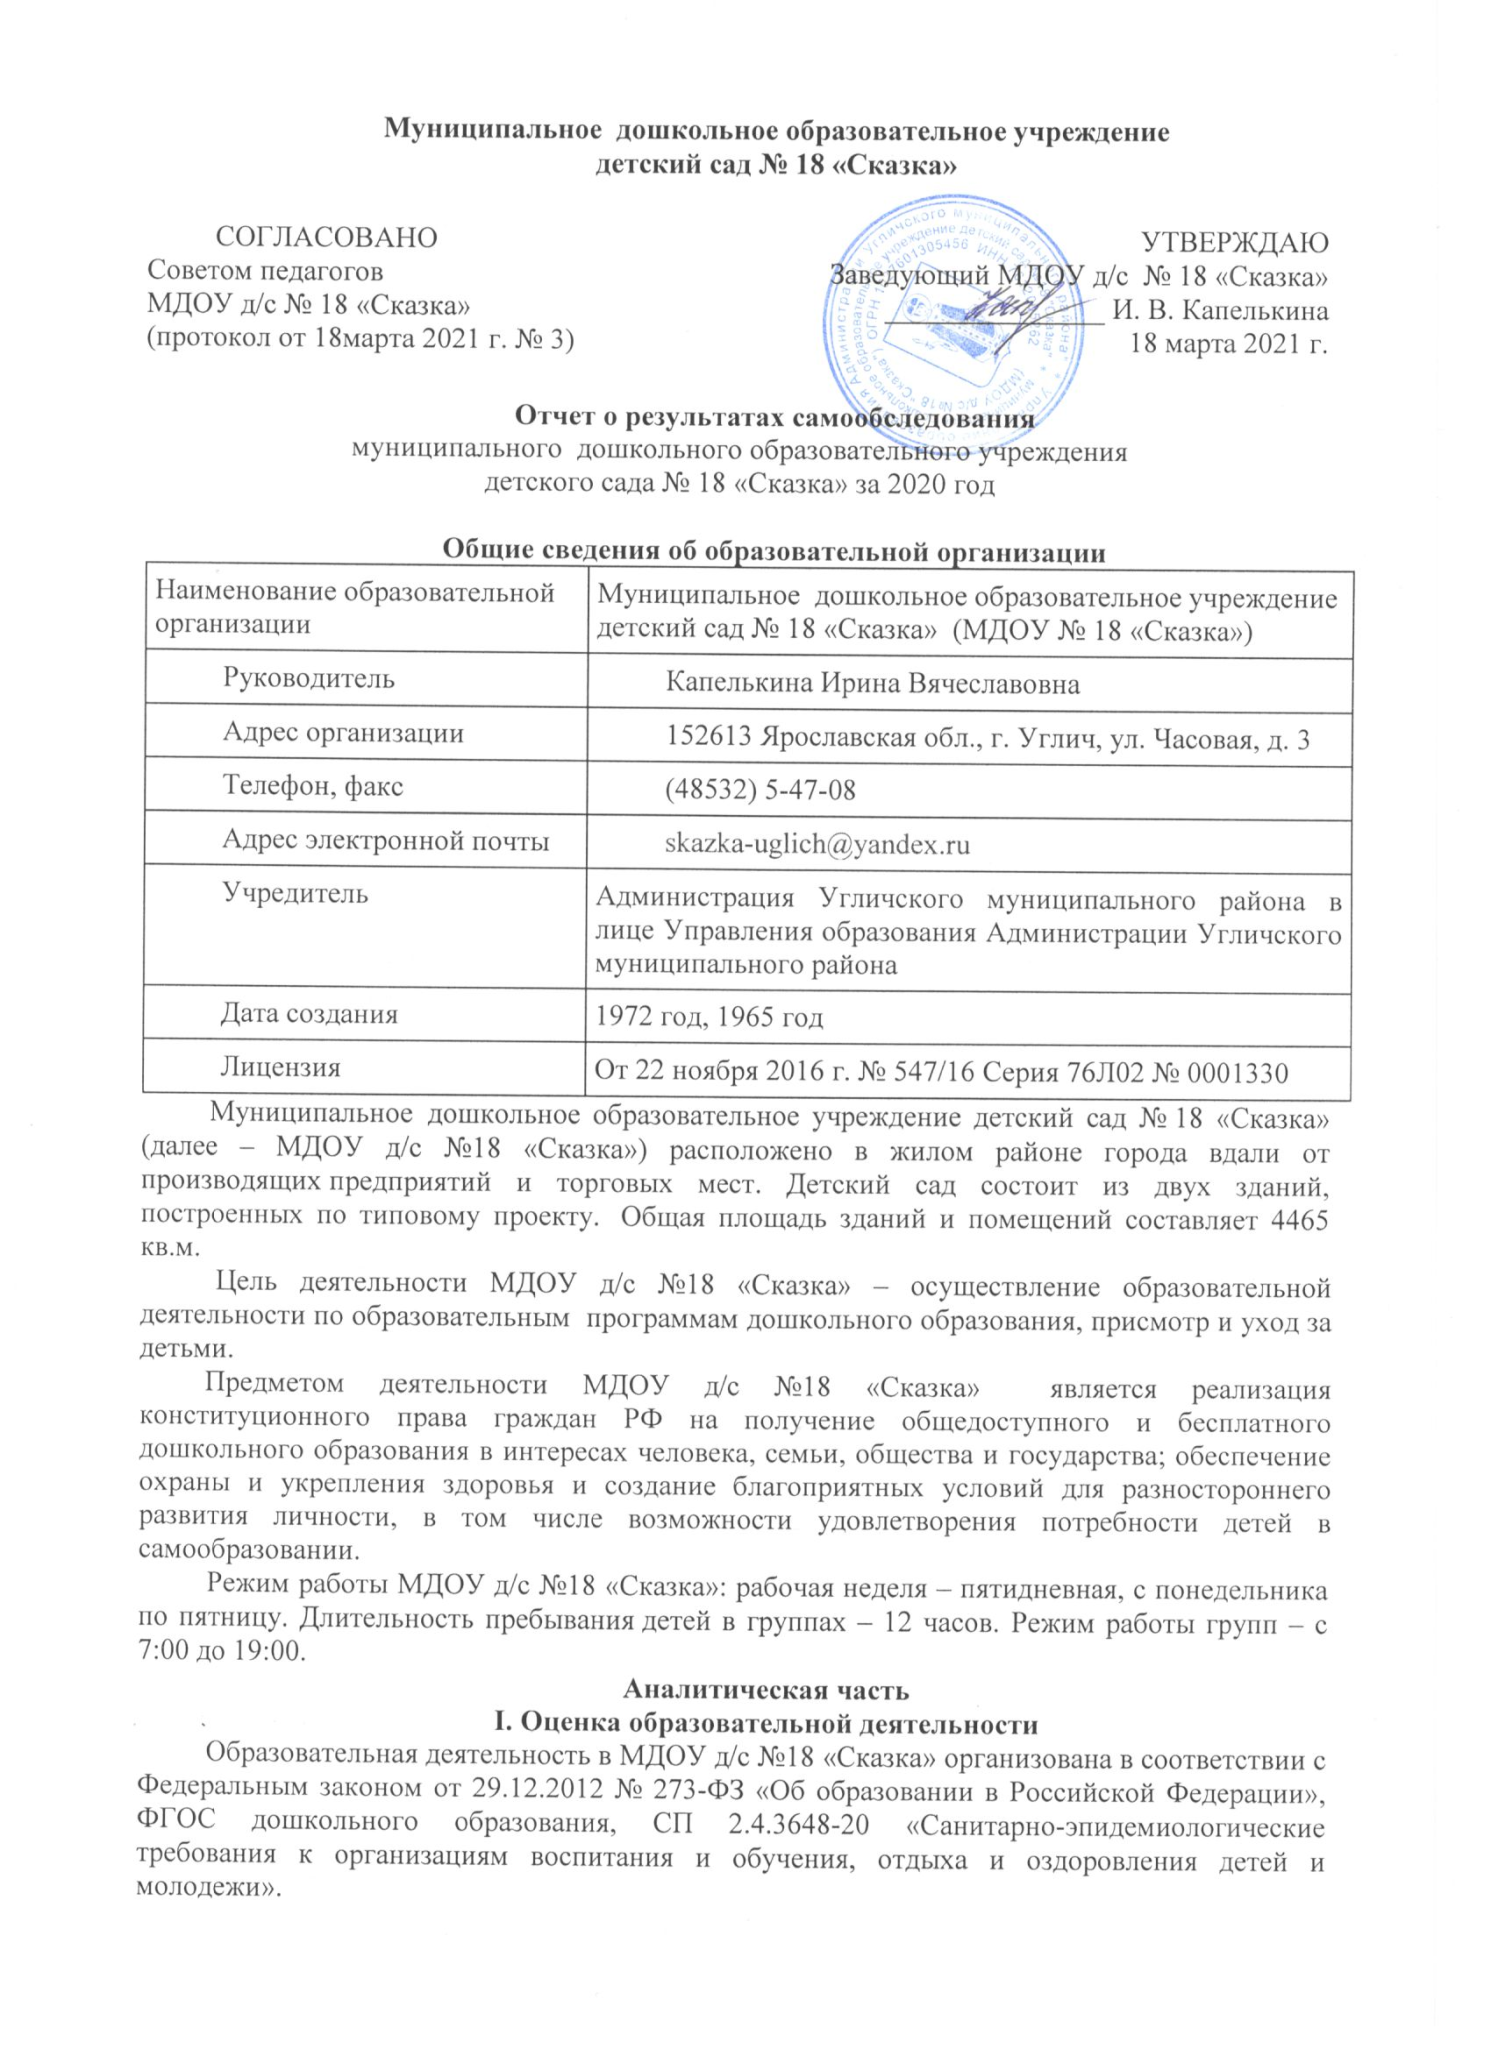 Муниципальное дошкольное образовательное учреждение
детский сад № 18 «Сказка»
СОГЛАСОВАНО
Советом педагогов
МДОУ д/с № 18 «Сказка»
(протокол от 18марта 2021 г. № 3)
УТВЕРЖДАЮ
Заведующий МДОУ д/с № 18 «Сказка»
И. В. Капелькина
18 марта 2021 г.
Отчет о результатах самообследования
муниципального дошкольного образовательного учреждения
детского сада № 18 «Сказка» за 2020 год
Общие сведения об образовательной организации
Наименование образовательной
организации
Муниципальное дошкольное образовательное учреждение
детский сад № 18 «Сказка» (МДОУ № 18 «Сказка»)
Руководитель
Капелькина Ирина Вячеславовна
Адрес организации
152613 Ярославская обл., г. Углич, ул. Часовая, д. 3
Телефон, факс
(48532) 5-47-08
Адрес электронной почты
skazka-uglich@yandex.ru
Учредитель
Администрация Угличского муниципального района в
лице Управления образования Администрации Угличского
муниципального района
Дата создания
1972 год, 1965 год
Лицензия
От 22 ноября 2016 г. № 547/16 Серия 76Л02 № 0001330
Муниципальное дошкольное образовательное учреждение детский сад № 18 «Сказка»
(далее – МДОУ д/с №18 «Сказка») расположено в жилом районе города вдали от
производящих предприятий и торговых мест. Детский сад состоит из двух зданий,
построенных по типовому проекту. Общая площадь зданий и помещений составляет 4465
кв.м.
Цель деятельности МДОУ д/с №18 «Сказка» – осуществление образовательной
деятельности по образовательным программам дошкольного образования, присмотр и уход за
детьми.
Предметом деятельности МДОУ д/с №18 «Сказка» является реализация
конституционного права граждан РФ на получение общедоступного и бесплатного
дошкольного образования в интересах человека, семьи, общества и государства; обеспечение
охраны и укрепления здоровья и создание благоприятных условий для разностороннего
развития личности, в том числе возможности удовлетворения потребности детей в
самообразовании.
Режим работы МДОУ д/с №18 «Сказка»: рабочая неделя – пятидневная, с понедельника
по пятницу. Длительность пребывания детей в группах – 12 часов. Режим работы групп – с
7:00 до 19:00.
Аналитическая часть
I. Оценка образовательной деятельности
Образовательная деятельность в МДОУ д/с №18 «Сказка» организована в соответствии с
Федеральным законом от 29.12.2012 № 273-ФЗ «Об образовании в Российской Федерации»,
ФГОС дошкольного образования, СП 2.4.3648-20 «Санитарно-эпидемиологические
требования к организациям воспитания и обучения, отдыха и оздоровления детей и
молодежи».